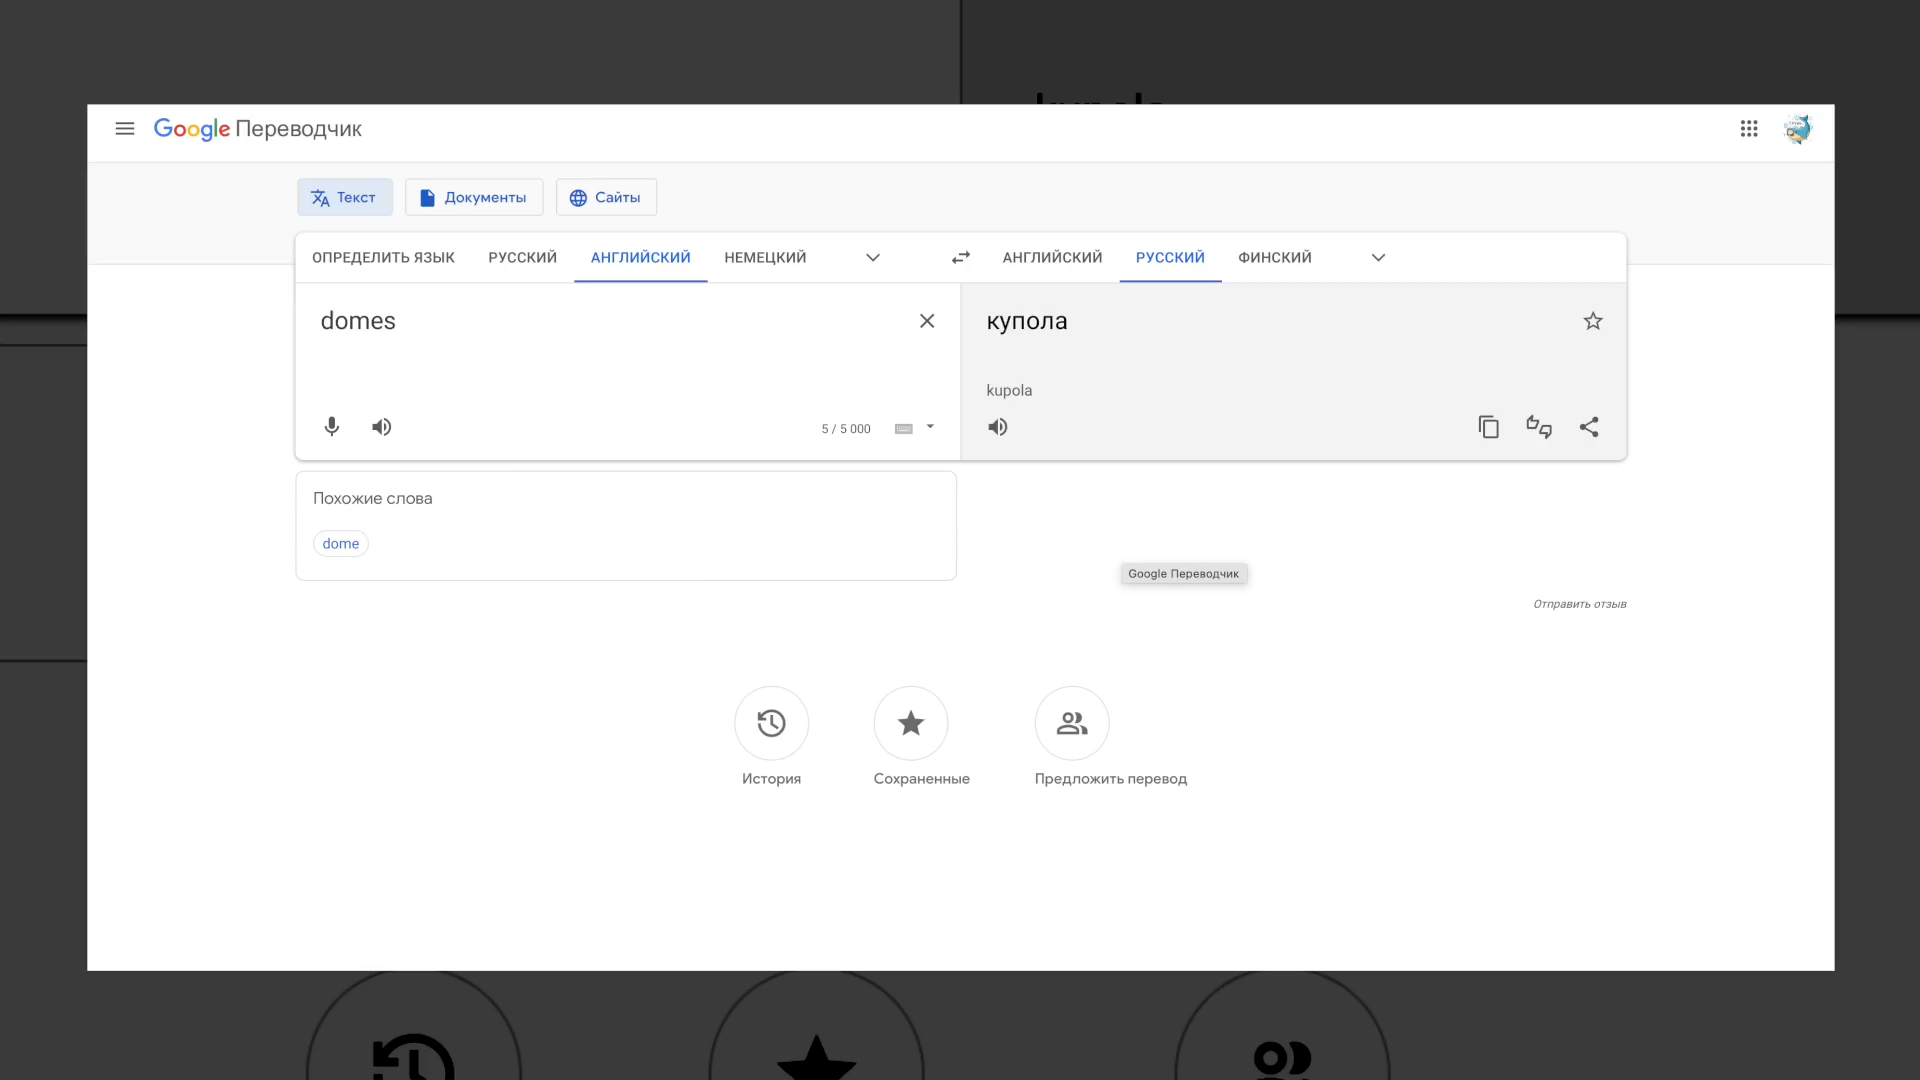 Google Переводчик
Текст
Документы
Сайты
ОПРЕДЕЛИТЬ ЯЗЫК РУССКИЙ АНГЛИЙСКИЙ НЕМЕЦКИЙ
АНГЛИЙСКИЙ РУССКИЙ ФИНСКИЙ
domes
5 / 5 000
купола
kupola
Похожие слова
dome
Google Переводчик
Отправить отзыв
История
Сохраненные
Предложить перевод